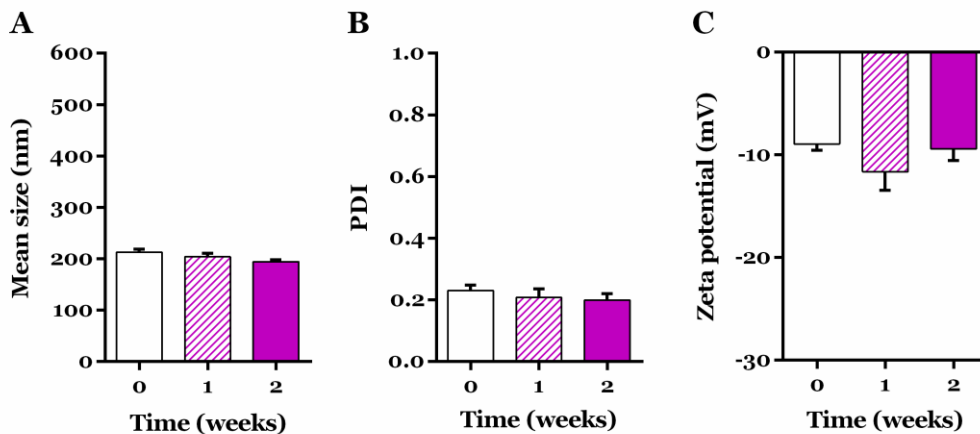 A
Mean size (nm)
600
500
400
300
200
100
0
0 1 2
Time (weeks)
B
PDI
1.0
0.8
0.6
0.4
0.2
0.0
0 1 2
Time (weeks)
C
Zeta potential (mV)
0
-10
-20
-30
0 1 2
Time (weeks)